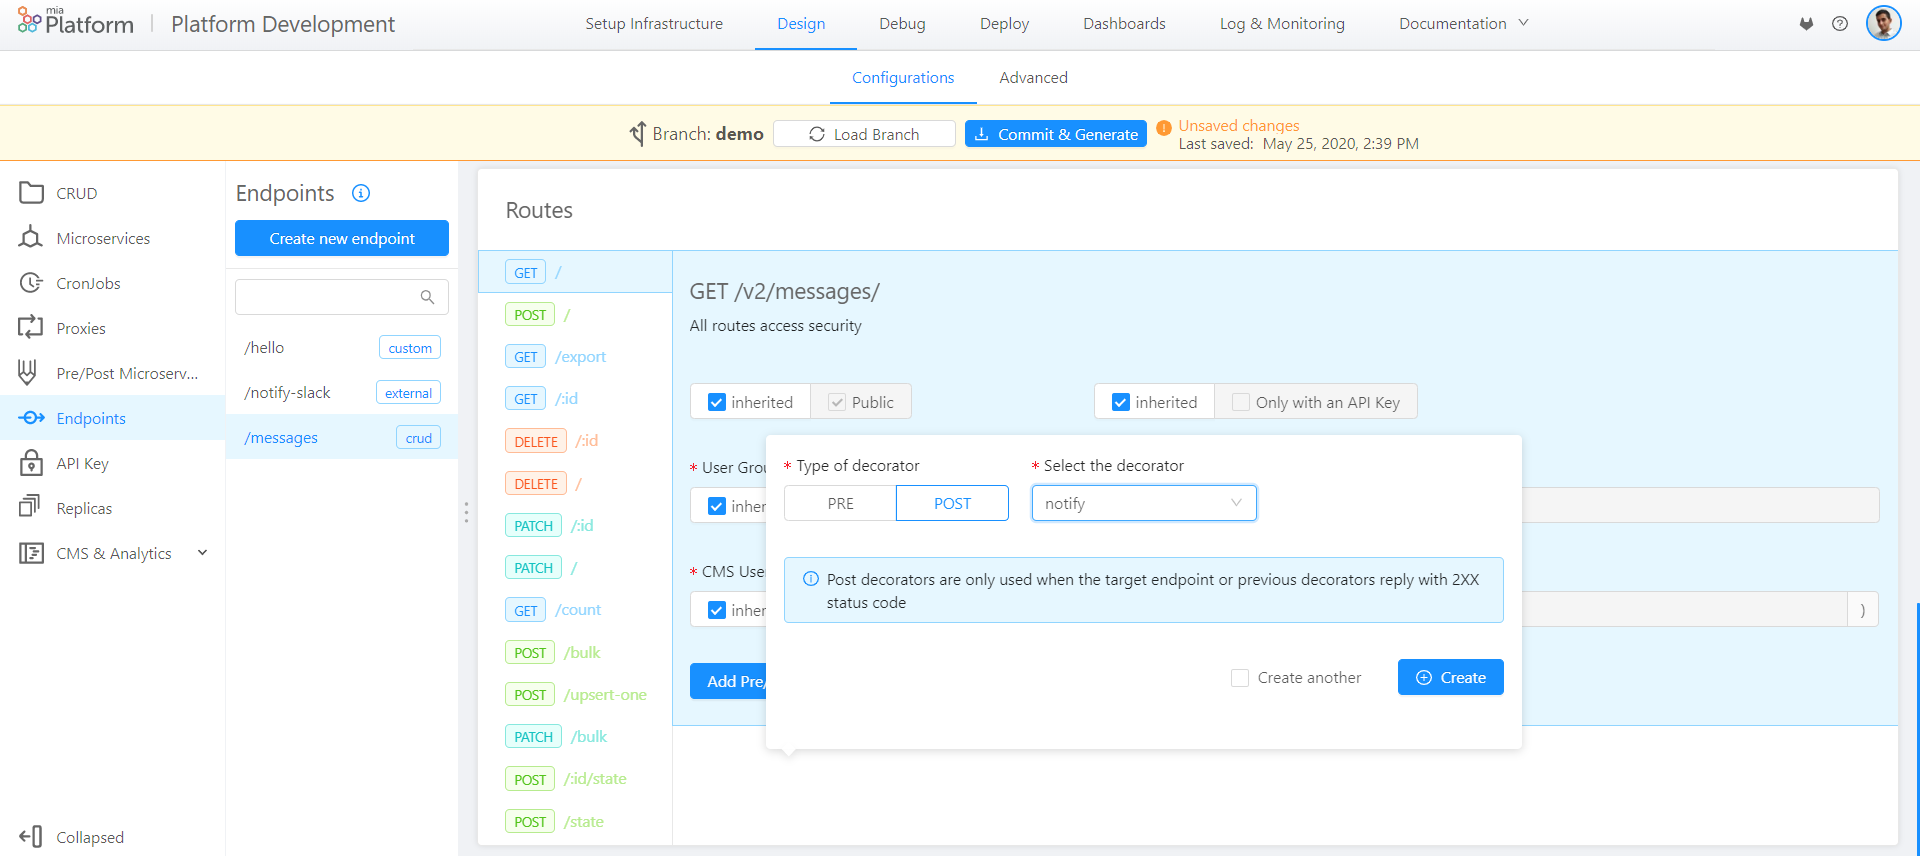 mia
Platform
Platform Development
Setup Infrastructure
Design
Debug
Deploy
Dashboards
Log & Monitoring
Documentation
Configurations
Advanced
Branch: demo
Load Branch
Commit & Generate
Unsaved changes
Last saved: May 25, 2020, 2:39 PM
CRUD
Microservices
CronJobs
Proxies
Pre/Post Microserv...
Endpoints
API Key
Replicas
CMS & Analytics
Collapsed
Endpoints
Create new endpoint
/hello custom
/notify-slack external
/messages crud
Routes
GET /
POST /
GET /export
GET /:id
DELETE /:id
DELETE /
PATCH /:id
PATCH /
GET /count
POST /bulk
POST /upsert-one
PATCH /bulk
POST /:id/state
POST /state
GET /v2/messages/
All routes access security
inherited Public
inherited Only with an API Key
* User Grou
inher
* CMS Use
inher
)
Add Pre/
* Type of decorator
PRE POST
* Select the decorator
notify
Post decorators are only used when the target endpoint or previous decorators reply with 2XX
status code
Create another
Create